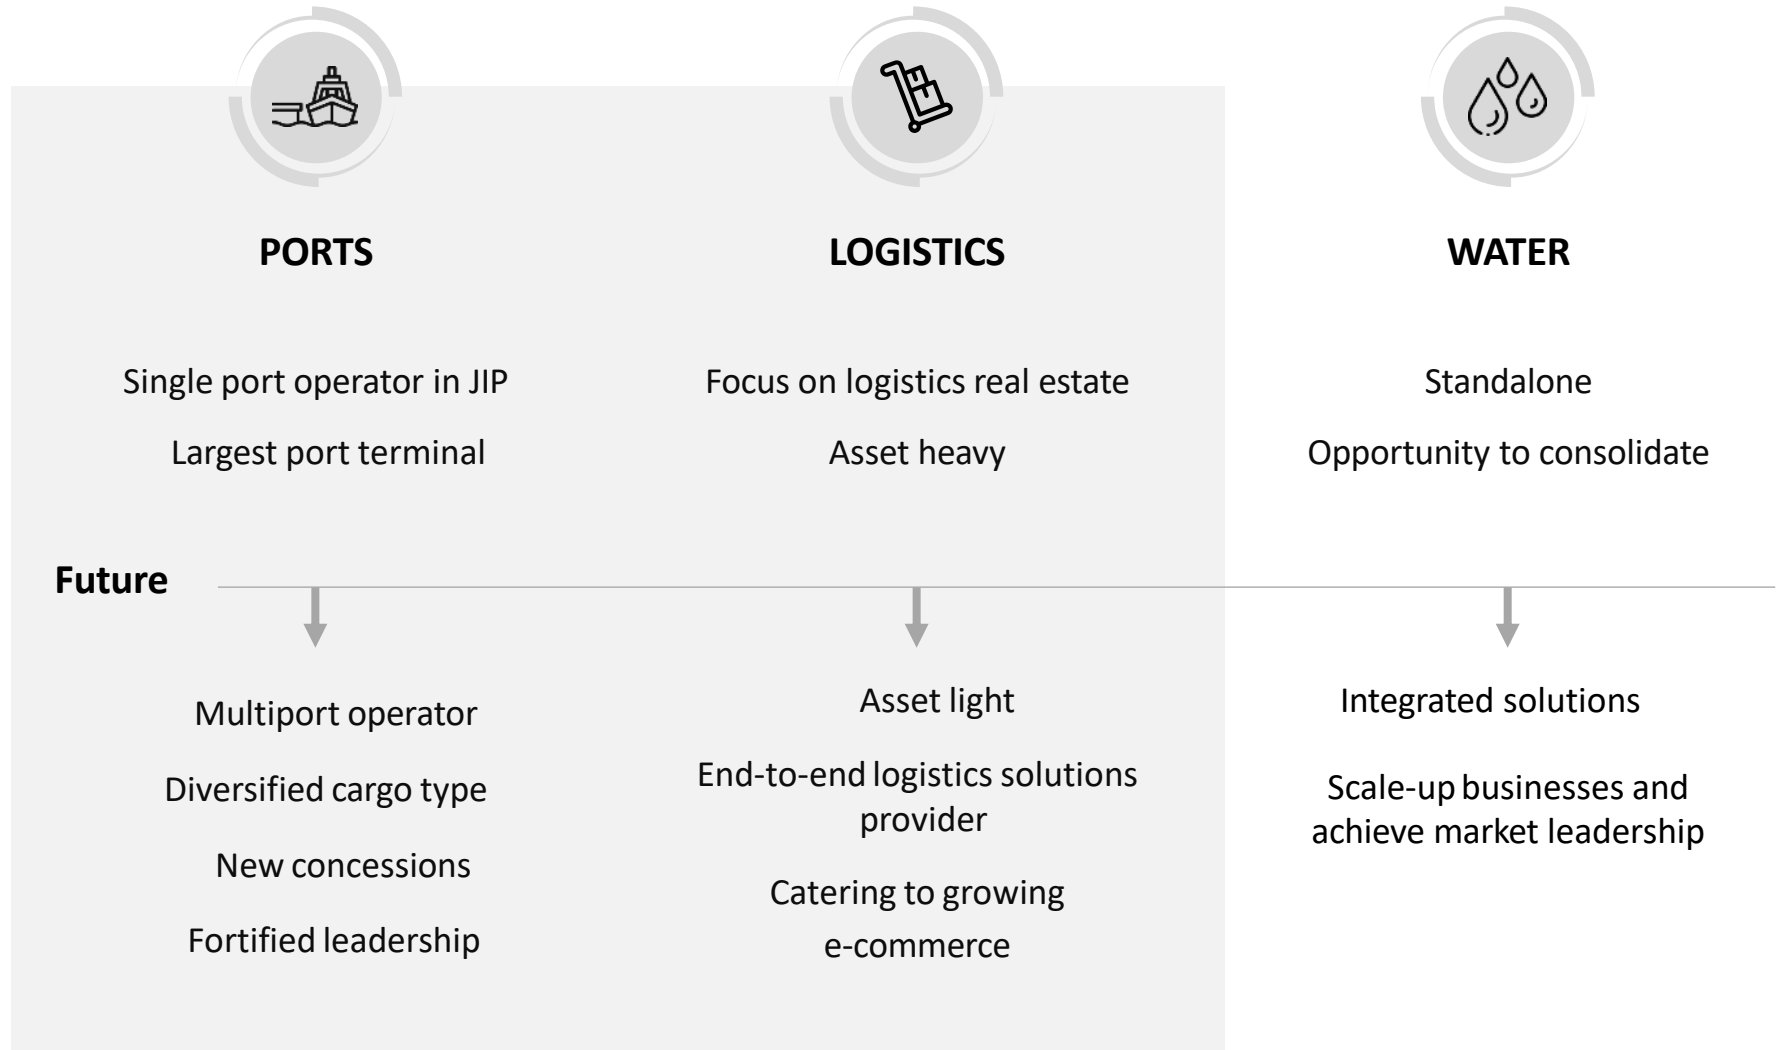 PORTS
LOGISTICS
WATER
Single port operator in JIP
Focus on logistics real estate
Standalone
Largest port terminal
Asset heavy
Opportunity to consolidate
Future
Multiport operator
Diversified cargo type
New concessions
Fortified leadership
Asset light
End-to-end logistics solutions
provider
Catering to growing
e-commerce
Integrated solutions
Scale-up businesses and
achieve market leadership